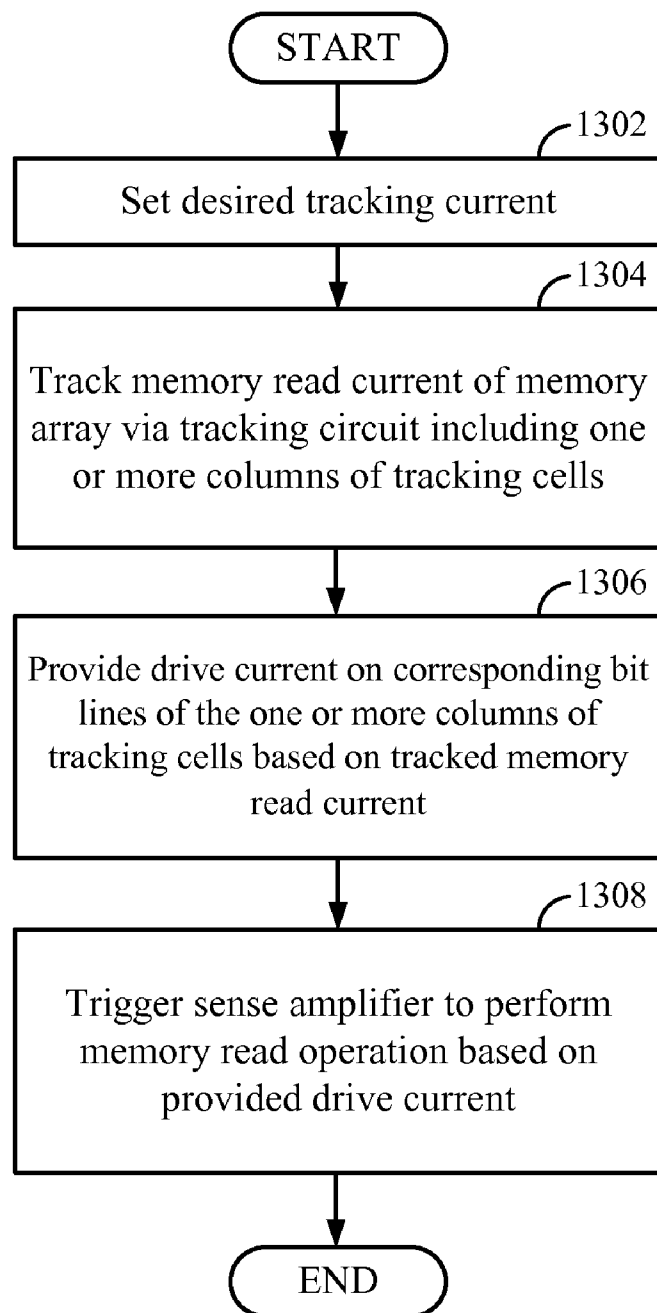 START
1302
Set desired tracking current
1304
Track memory read current of memory
array via tracking circuit including one
or more columns of tracking cells
1306
Provide drive current on corresponding bit
lines of the one or more columns of
tracking cells based on tracked memory
read current
1308
Trigger sense amplifier to perform
memory read operation based on
provided drive current
END